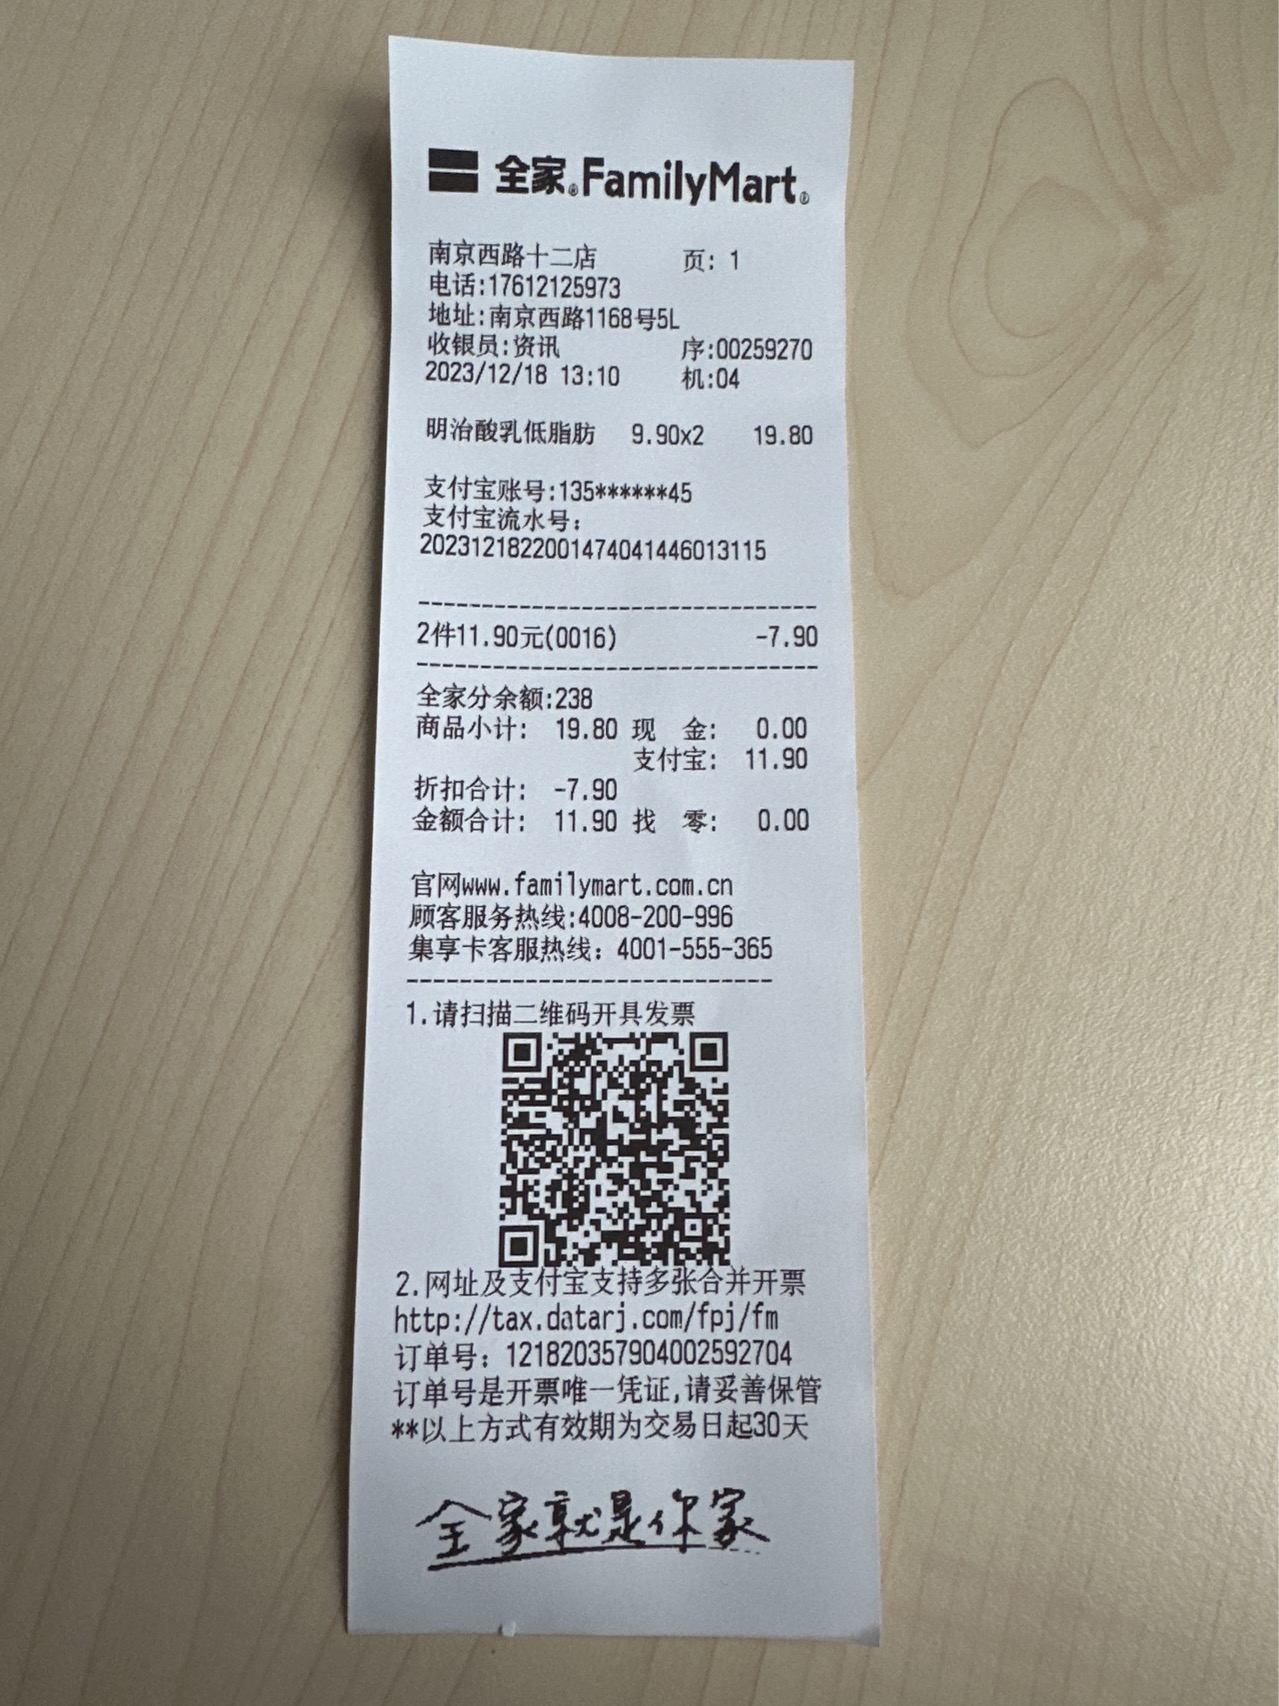 全家®FamilyMart®
南京西路十二店 页: 1
电话:17612125973
地址:南京西路1168号5L
收银员:资讯 序:00259270
2023/12/18 13:10 机:04
明治酸乳低脂肪 9.90x2 19.80
支付宝账号:135******45
支付宝流水号:
2023121822001474041446013115
--------------------------------
2件11.90元(0016) -7.90
--------------------------------
全家分余额:238
商品小计: 19.80 现 金: 0.00
支付宝: 11.90
折扣合计: -7.90
金额合计: 11.90 找 零: 0.00
官网www.familymart.com.cn
顾客服务热线:4008-200-996
集享卡客服热线: 4001-555-365
----------------------------
1.请扫描二维码开具发票
2.网址及支付宝支持多张合并开票
http://tax.datarj.com/fpj/fm
订单号: 1218203579040025927​04
订单号是开票唯一凭证,请妥善保管
**以上方式有效期为交易日起30天
全家就是你家